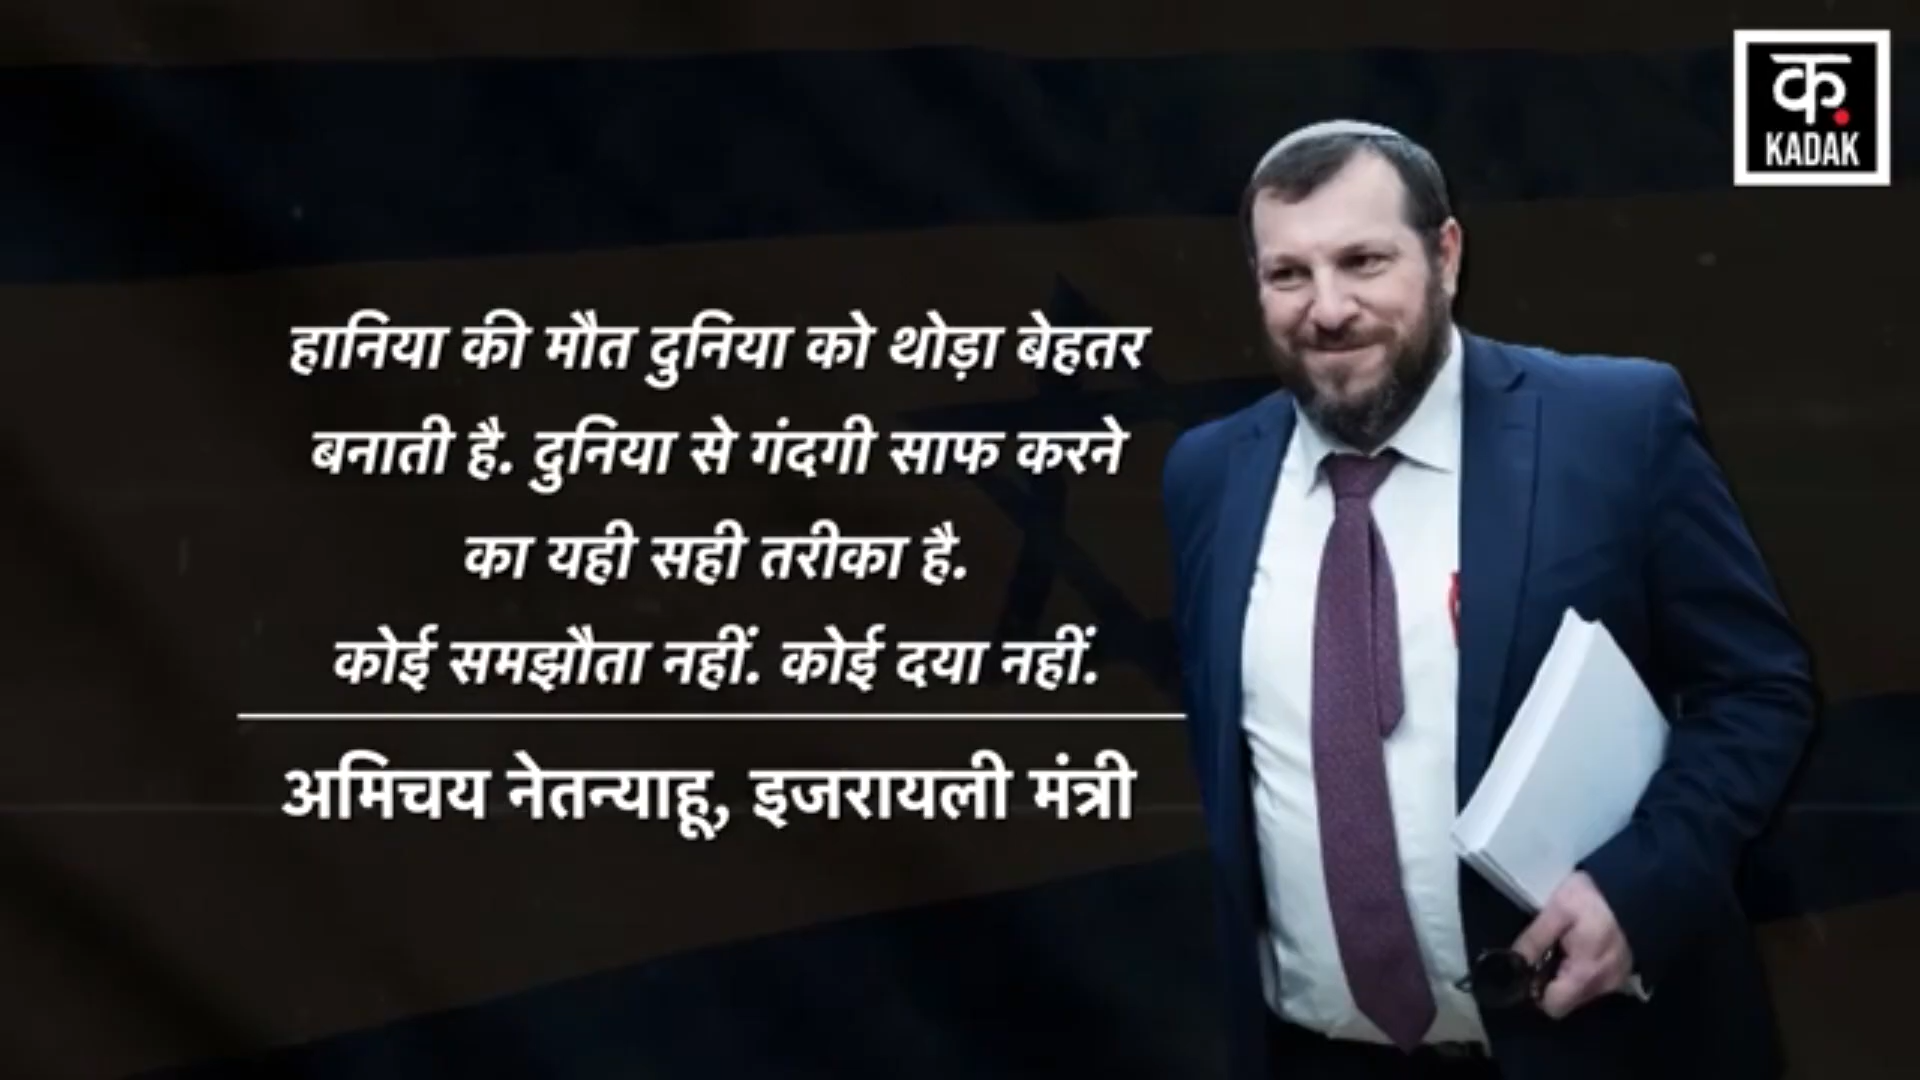 क.
KADAK
हानिया की मौत दुनिया को थोड़ा बेहतर
बनाती है. दुनिया से गंदगी साफ करने
का यही सही तरीका है.
कोई समझौता नहीं. कोई दया नहीं.
अमिचय नेतन्याहू, इजरायली मंत्री